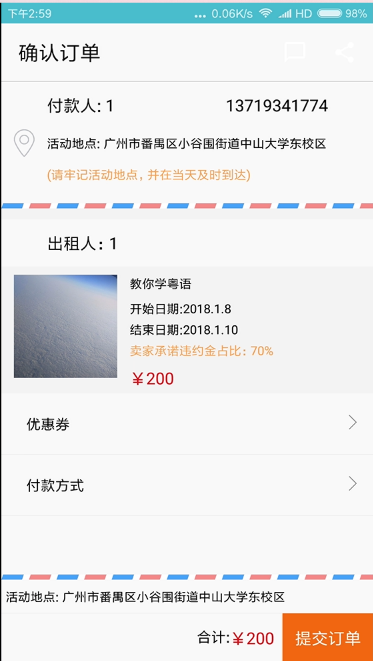 下午2:59 ... 0.06K/s HD 98%
确认订单
付款人: 1 13719341774
活动地点: 广州市番禺区小谷围街道中山大学东校区
(请牢记活动地点, 并在当天及时到达)
出租人: 1
教你学粤语
开始日期:2018.1.8
结束日期:2018.1.10
卖家承诺违约金占比: 70%
￥200
优惠券
付款方式
活动地点: 广州市番禺区小谷围街道中山大学东校区
合计:￥200 提交订单